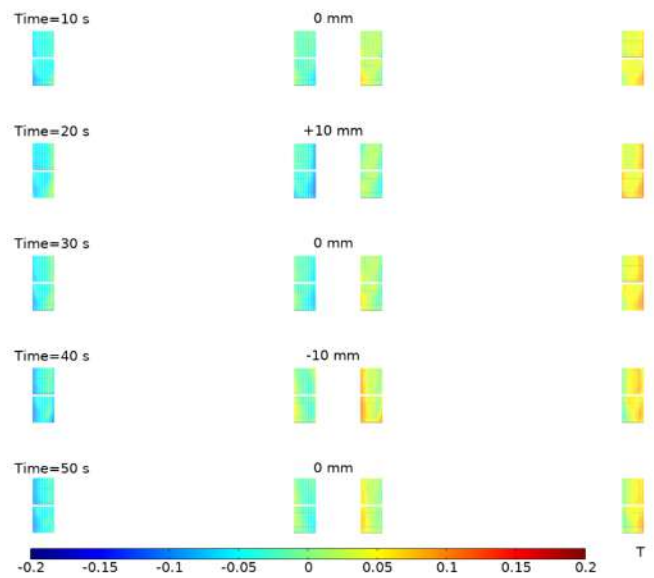 Time=10 s 0 mm
Time=20 s +10 mm
Time=30 s 0 mm
Time=40 s -10 mm
Time=50 s 0 mm
T
-0.2 -0.15 -0.1 -0.05 0 0.05 0.1 0.15 0.2